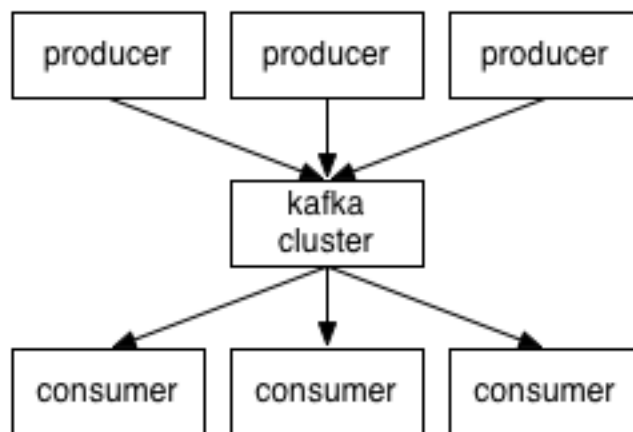 producer
producer
producer
kafka
cluster
consumer
consumer
consumer